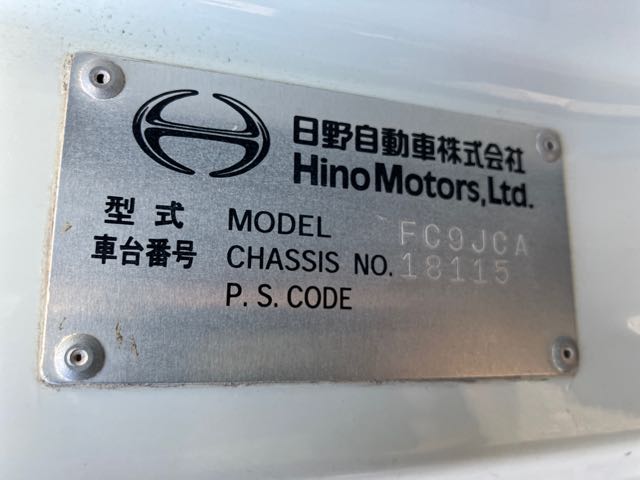 日野自動車株式会社
Hino Motors, Ltd.
型式 MODEL FC9JCA
車台番号 CHASSIS NO. 18115
P. S. CODE